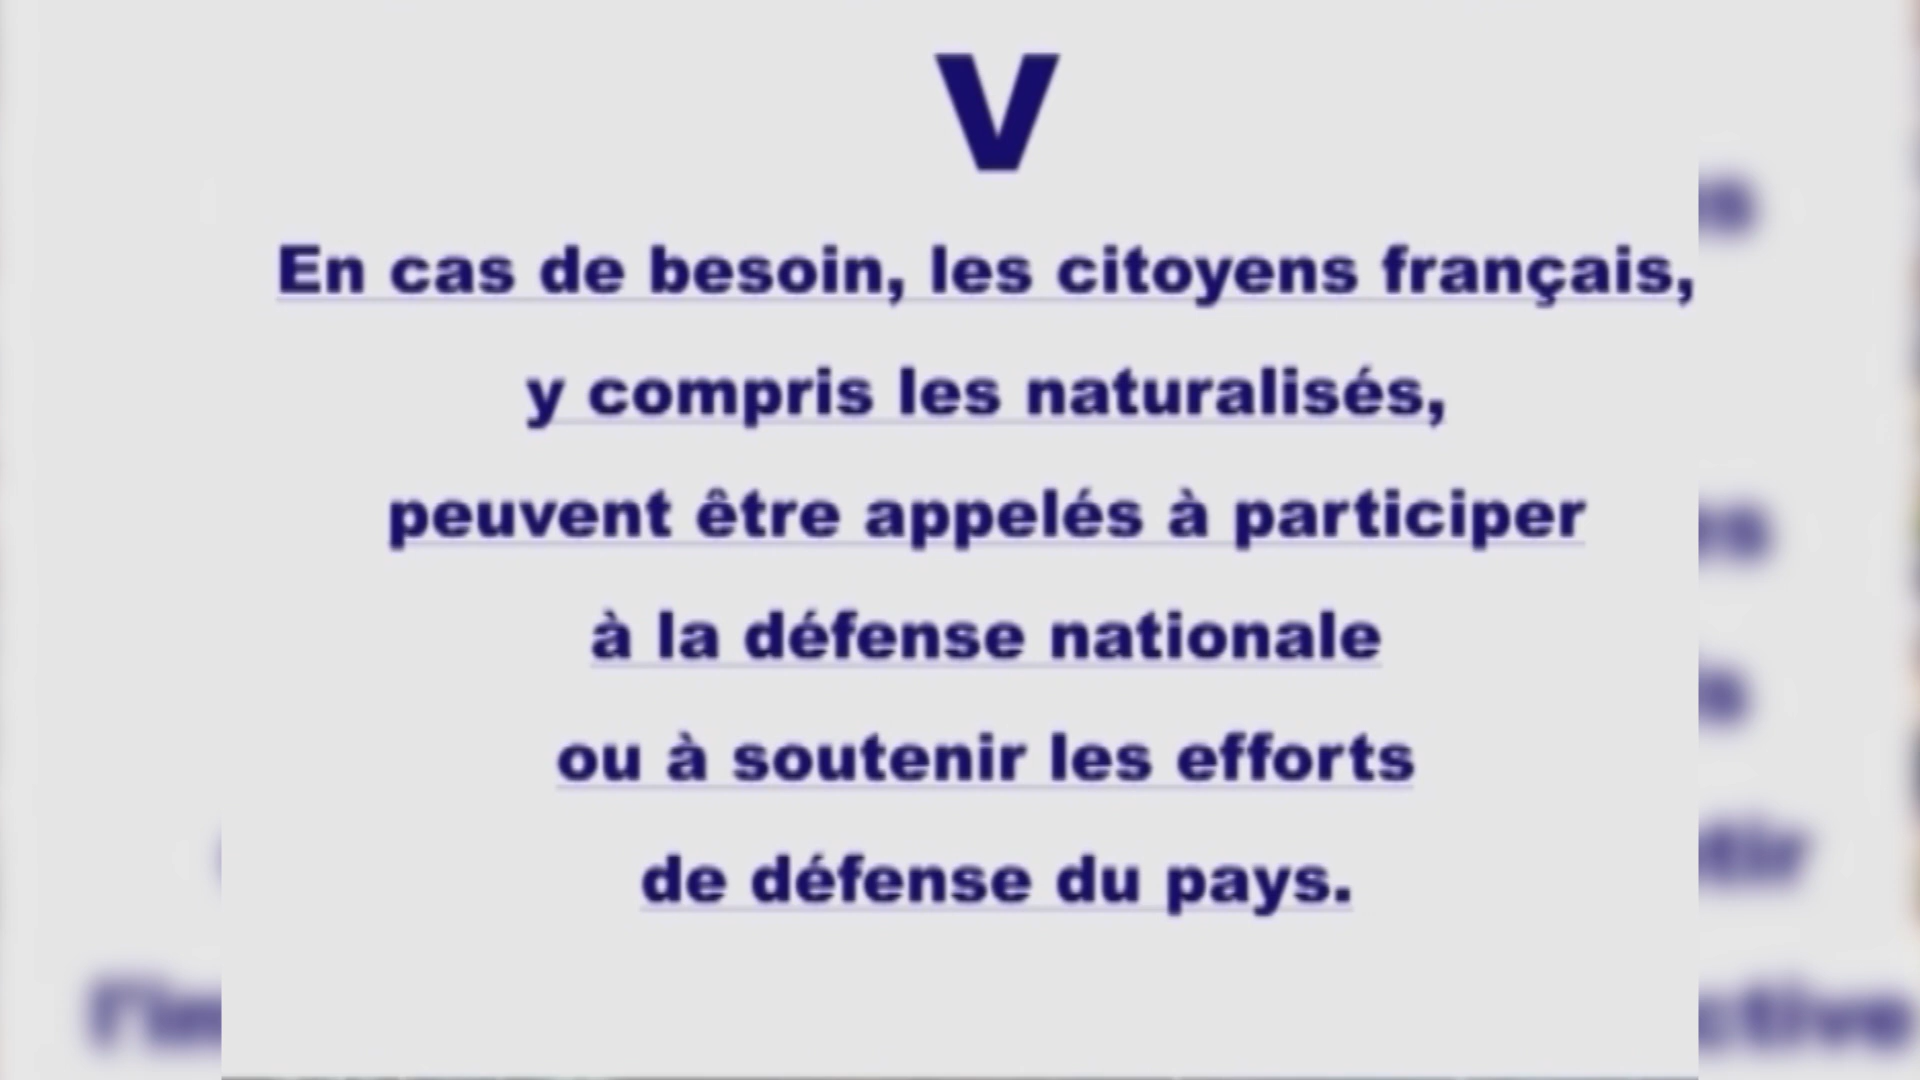 V
En cas de besoin, les citoyens français,
y compris les naturalisés,
peuvent être appelés à participer
à la défense nationale
ou à soutenir les efforts
de défense du pays.